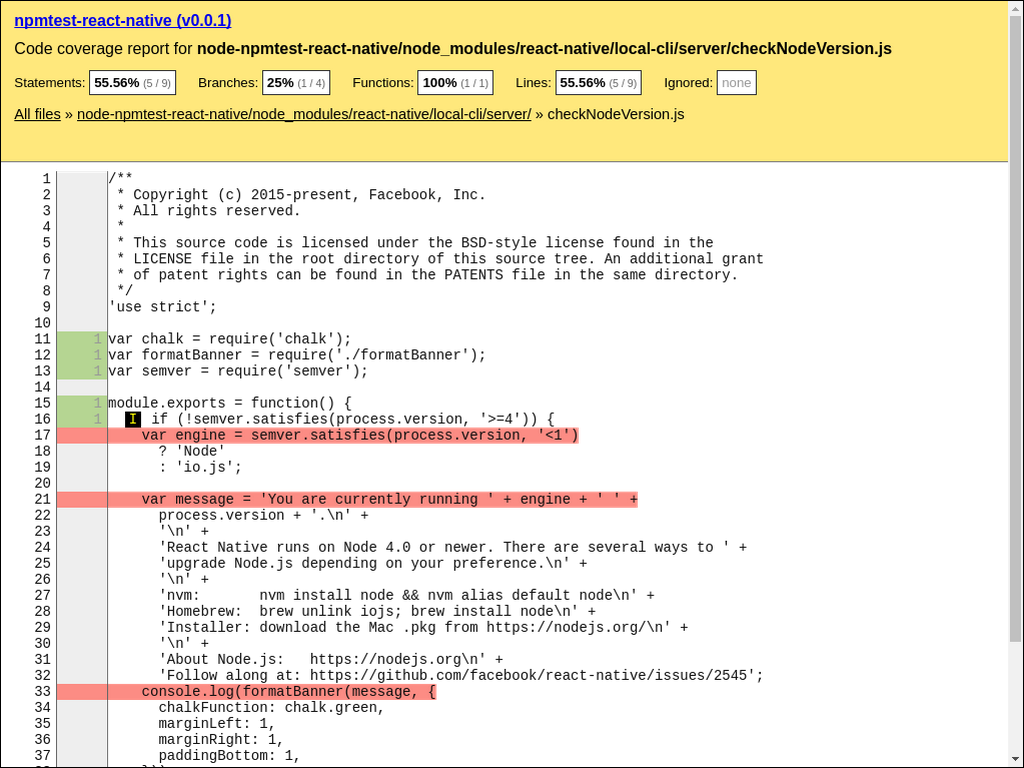 npmtest-react-native (v0.0.1)
Code coverage report for node-npmtest-react-native/node_modules/react-native/local-cli/server/checkNodeVersion.js
Statements: 55.56% (5 / 9) Branches: 25% (1 / 4) Functions: 100% (1 / 1) Lines: 55.56% (5 / 9) Ignored: none
All files » node-npmtest-react-native/node_modules/react-native/local-cli/server/ » checkNodeVersion.js
1 /**
2 * Copyright (c) 2015-present, Facebook, Inc.
3 * All rights reserved.
4 *
5 * This source code is licensed under the BSD-style license found in the
6 * LICENSE file in the root directory of this source tree. An additional grant
7 * of patent rights can be found in the PATENTS file in the same directory.
8 */
9 'use strict';
10
11 1 var chalk = require('chalk');
12 1 var formatBanner = require('./formatBanner');
13 1 var semver = require('semver');
14
15 1 module.exports = function() {
16 1 I if (!semver.satisfies(process.version, '>=4')) {
17 var engine = semver.satisfies(process.version, '<1')
18 ? 'Node'
19 : 'io.js';
20
21 var message = 'You are currently running ' + engine + ' ' +
22 process.version + '.\n' +
23 '\n' +
24 'React Native runs on Node 4.0 or newer. There are several ways to ' +
25 'upgrade Node.js depending on your preference.\n' +
26 '\n' +
27 'nvm:       nvm install node && nvm alias default node\n' +
28 'Homebrew:  brew unlink iojs; brew install node\n' +
29 'Installer: download the Mac .pkg from https://nodejs.org/\n' +
30 '\n' +
31 'About Node.js:   https://nodejs.org\n' +
32 'Follow along at: https://github.com/facebook/react-native/issues/2545';
33 console.log(formatBanner(message, {
34 chalkFunction: chalk.green,
35 marginLeft: 1,
36 marginRight: 1,
37 paddingBottom: 1,